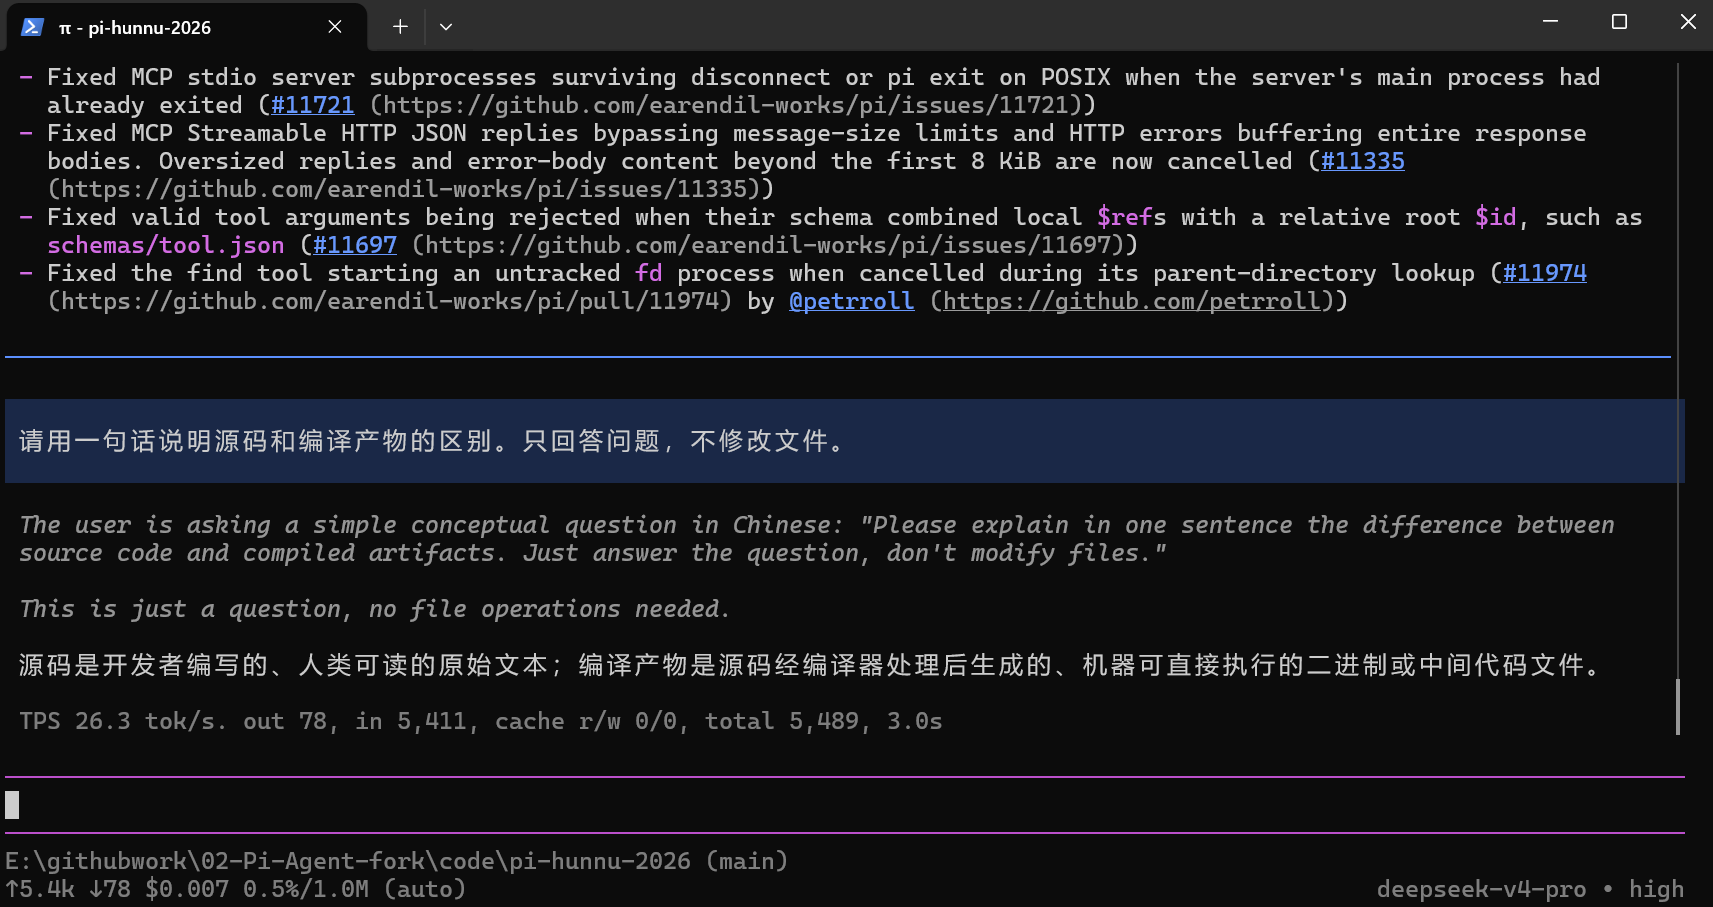 π - pi-hunnu-2026
- Fixed MCP stdio server subprocesses surviving disconnect or pi exit on POSIX when the server's main process had
already exited (#11721 (https://github.com/earendil-works/pi/issues/11721))
- Fixed MCP Streamable HTTP JSON replies bypassing message-size limits and HTTP errors buffering entire response
bodies. Oversized replies and error-body content beyond the first 8 KiB are now cancelled (#11335
(https://github.com/earendil-works/pi/issues/11335))
- Fixed valid tool arguments being rejected when their schema combined local $refs with a relative root $id, such as
schemas/tool.json (#11697 (https://github.com/earendil-works/pi/issues/11697))
- Fixed the find tool starting an untracked fd process when cancelled during its parent-directory lookup (#11974
(https://github.com/earendil-works/pi/pull/11974) by @petrroll (https://github.com/petrroll))
请用一句话说明源码和编译产物的区别。只回答问题，不修改文件。
The user is asking a simple conceptual question in Chinese: "Please explain in one sentence the difference between
source code and compiled artifacts. Just answer the question, don't modify files."
This is just a question, no file operations needed.
源码是开发者编写的、人类可读的原始文本；编译产物是源码经编译器处理后生成的、机器可直接执行的二进制或中间代码文件。
TPS 26.3 tok/s. out 78, in 5,411, cache r/w 0/0, total 5,489, 3.0s
E:\githubwork\02-Pi-Agent-fork\code\pi-hunnu-2026 (main)
↑5.4k ↓78 $0.007 0.5%/1.0M (auto) deepseek-v4-pro • high